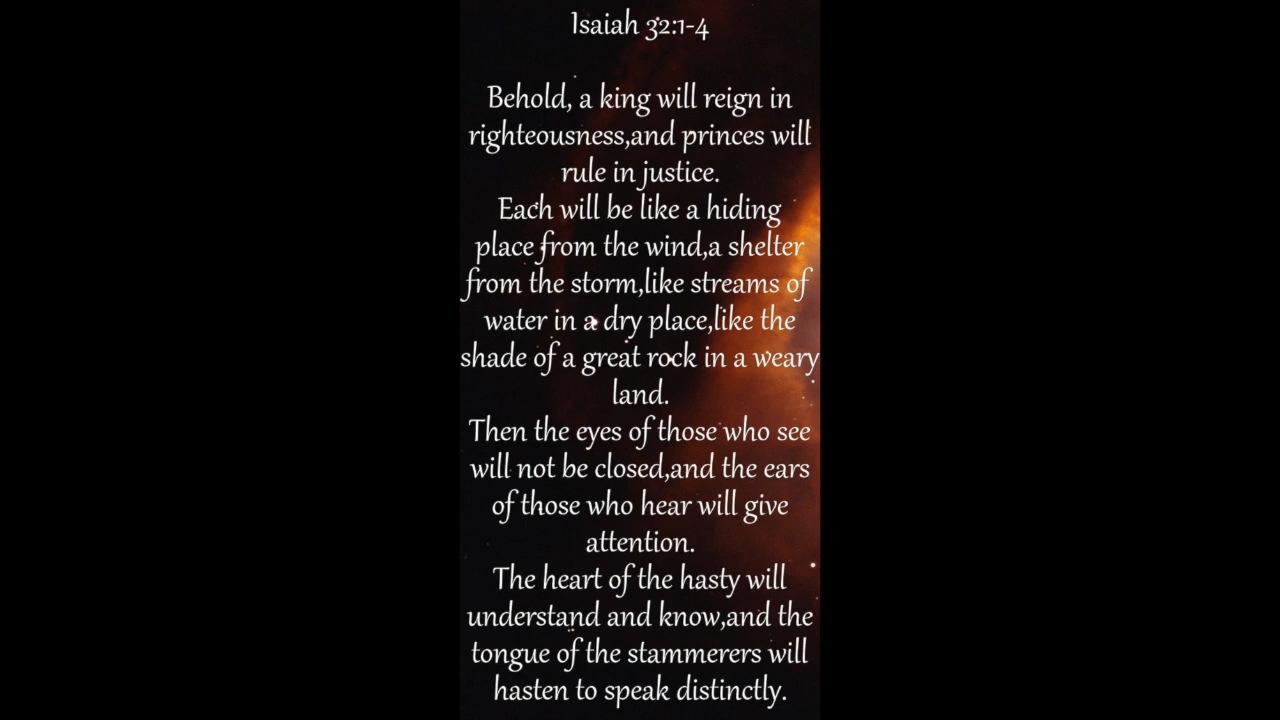 Isaiah 32:1-4
Behold, a king will reign in
righteousness,and princes will
rule in justice.
Each will be like a hiding
place from the wind,a shelter
from the storm,like streams of
water in a dry place,like the
shade of a great rock in a weary
land.
Then the eyes of those who see
will not be closed,and the ears
of those who hear will give
attention.
The heart of the hasty will
understand and know,and the
tongue of the stammerers will
hasten to speak distinctly.